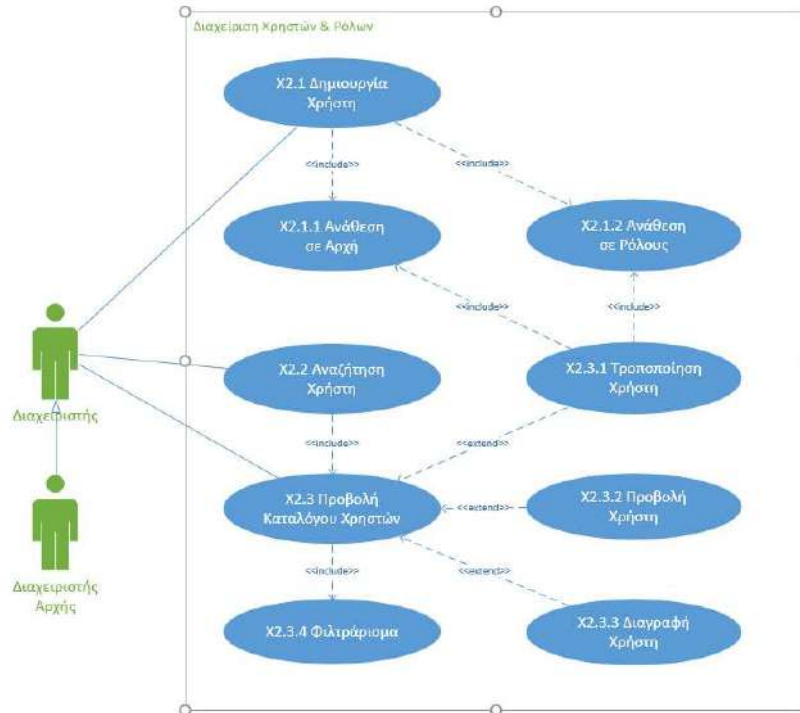 Διαχείριση Χρηστών & Ρόλων
Χ2.1 Δημιουργία
Χρήστη
<<include>>
<<include>>
Χ2.1.1 Ανάθεση
σε Αρχή
Χ2.1.2 Ανάθεση
σε Ρόλους
<<include>>
<<include>>
Χ2.2 Αναζήτηση
Χρήστη
Χ2.3.1 Τροποποίηση
Χρήστη
Διαχειριστής
<<include>>
<<extend>>
Χ2.3 Προβολή
Καταλόγου Χρηστών
<<extend>>
Χ2.3.2 Προβολή
Χρήστη
Διαχειριστής
Αρχής
<<include>>
<<extend>>
Χ2.3.4 Φιλτράρισμα
Χ2.3.3 Διαγραφή
Χρήστη